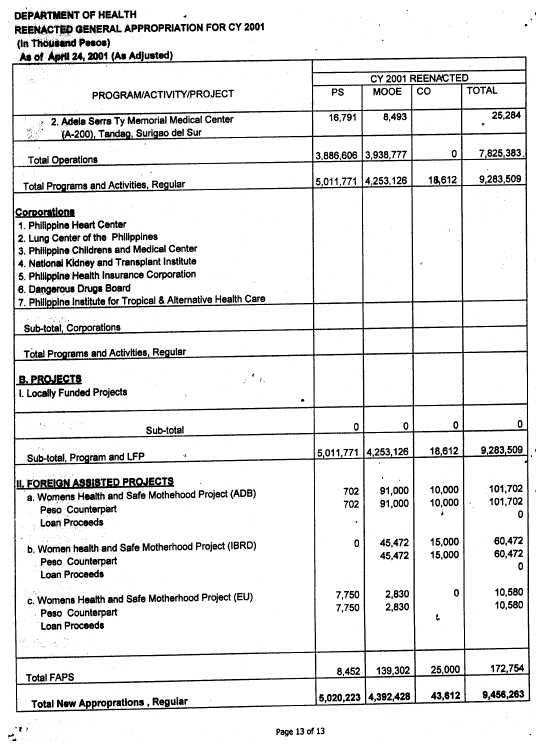 DEPARTMENT OF HEALTH
REENACTED GENERAL APPROPRIATION FOR CY 2001
(In Thousand Pesos)
As of April 24, 2001 (As Adjusted)
CY 2001 REENACTED
PROGRAM/ACTIVITY/PROJECT PS MOOE CO TOTAL
2. Adela Serra Ty Memorial Medical Center 16,791 8,493 25,284
(A-200), Tandag, Surigao del Sur
Total Operations 3,886,606 3,938,777 0 7,825,383
Total Programs and Activities, Regular 5,011,771 4,253,126 18,612 9,283,509
Corporations
1. Philippine Heart Center
2. Lung Center of the Philippines
3. Philippine Childrens and Medical Center
4. National Kidney and Transplant Institute
5. Philippine Health Insurance Corporation
6. Dangerous Drugs Board
7. Philippine Institute for Tropical & Alternative Health Care
Sub-total, Corporations
Total Programs and Activities, Regular
B. PROJECTS
I. Locally Funded Projects
Sub-total 0 0 0 0
Sub-total, Program and LFP 5,011,771 4,253,126 18,612 9,283,509
II. FOREIGN ASSISTED PROJECTS
a. Womens Health and Safe Mothehood Project (ADB) 702 91,000 10,000 101,702
Peso Counterpart 702 91,000 10,000 101,702
Loan Proceeds 0
b. Women health and Safe Motherhood Project (IBRD) 0 45,472 15,000 60,472
Peso Counterpart 45,472 15,000 60,472
Loan Proceeds 0
c. Womens Health and Safe Motherhood Project (EU) 7,750 2,830 0 10,580
Peso Counterpart 7,750 2,830 10,580
Loan Proceeds
Total FAPS 8,452 139,302 25,000 172,754
Total New Approprations , Regular 5,020,223 4,392,428 43,612 9,456,263
Page 13 of 13